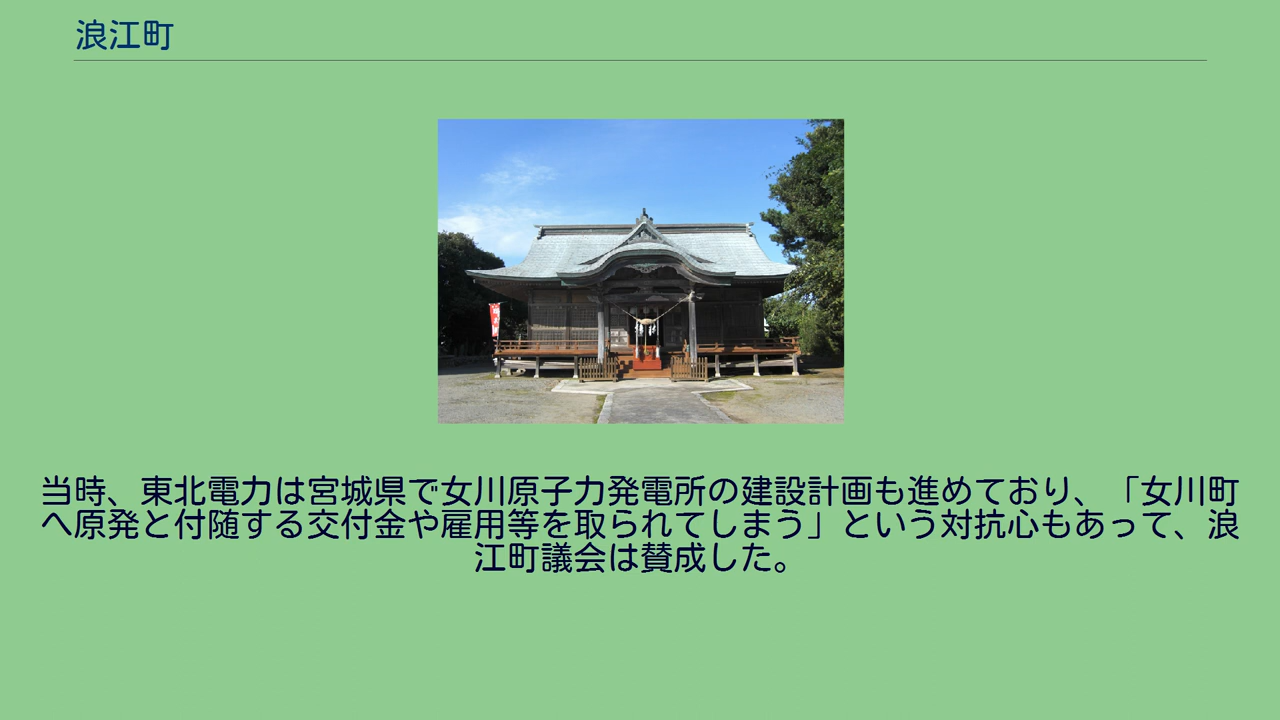 浪江町
当時、東北電力は宮城県で女川原子力発電所の建設計画も進めており、「女川町
へ原発と付随する交付金や雇用等を取られてしまう」という対抗心もあって、浪
江町議会は賛成した。